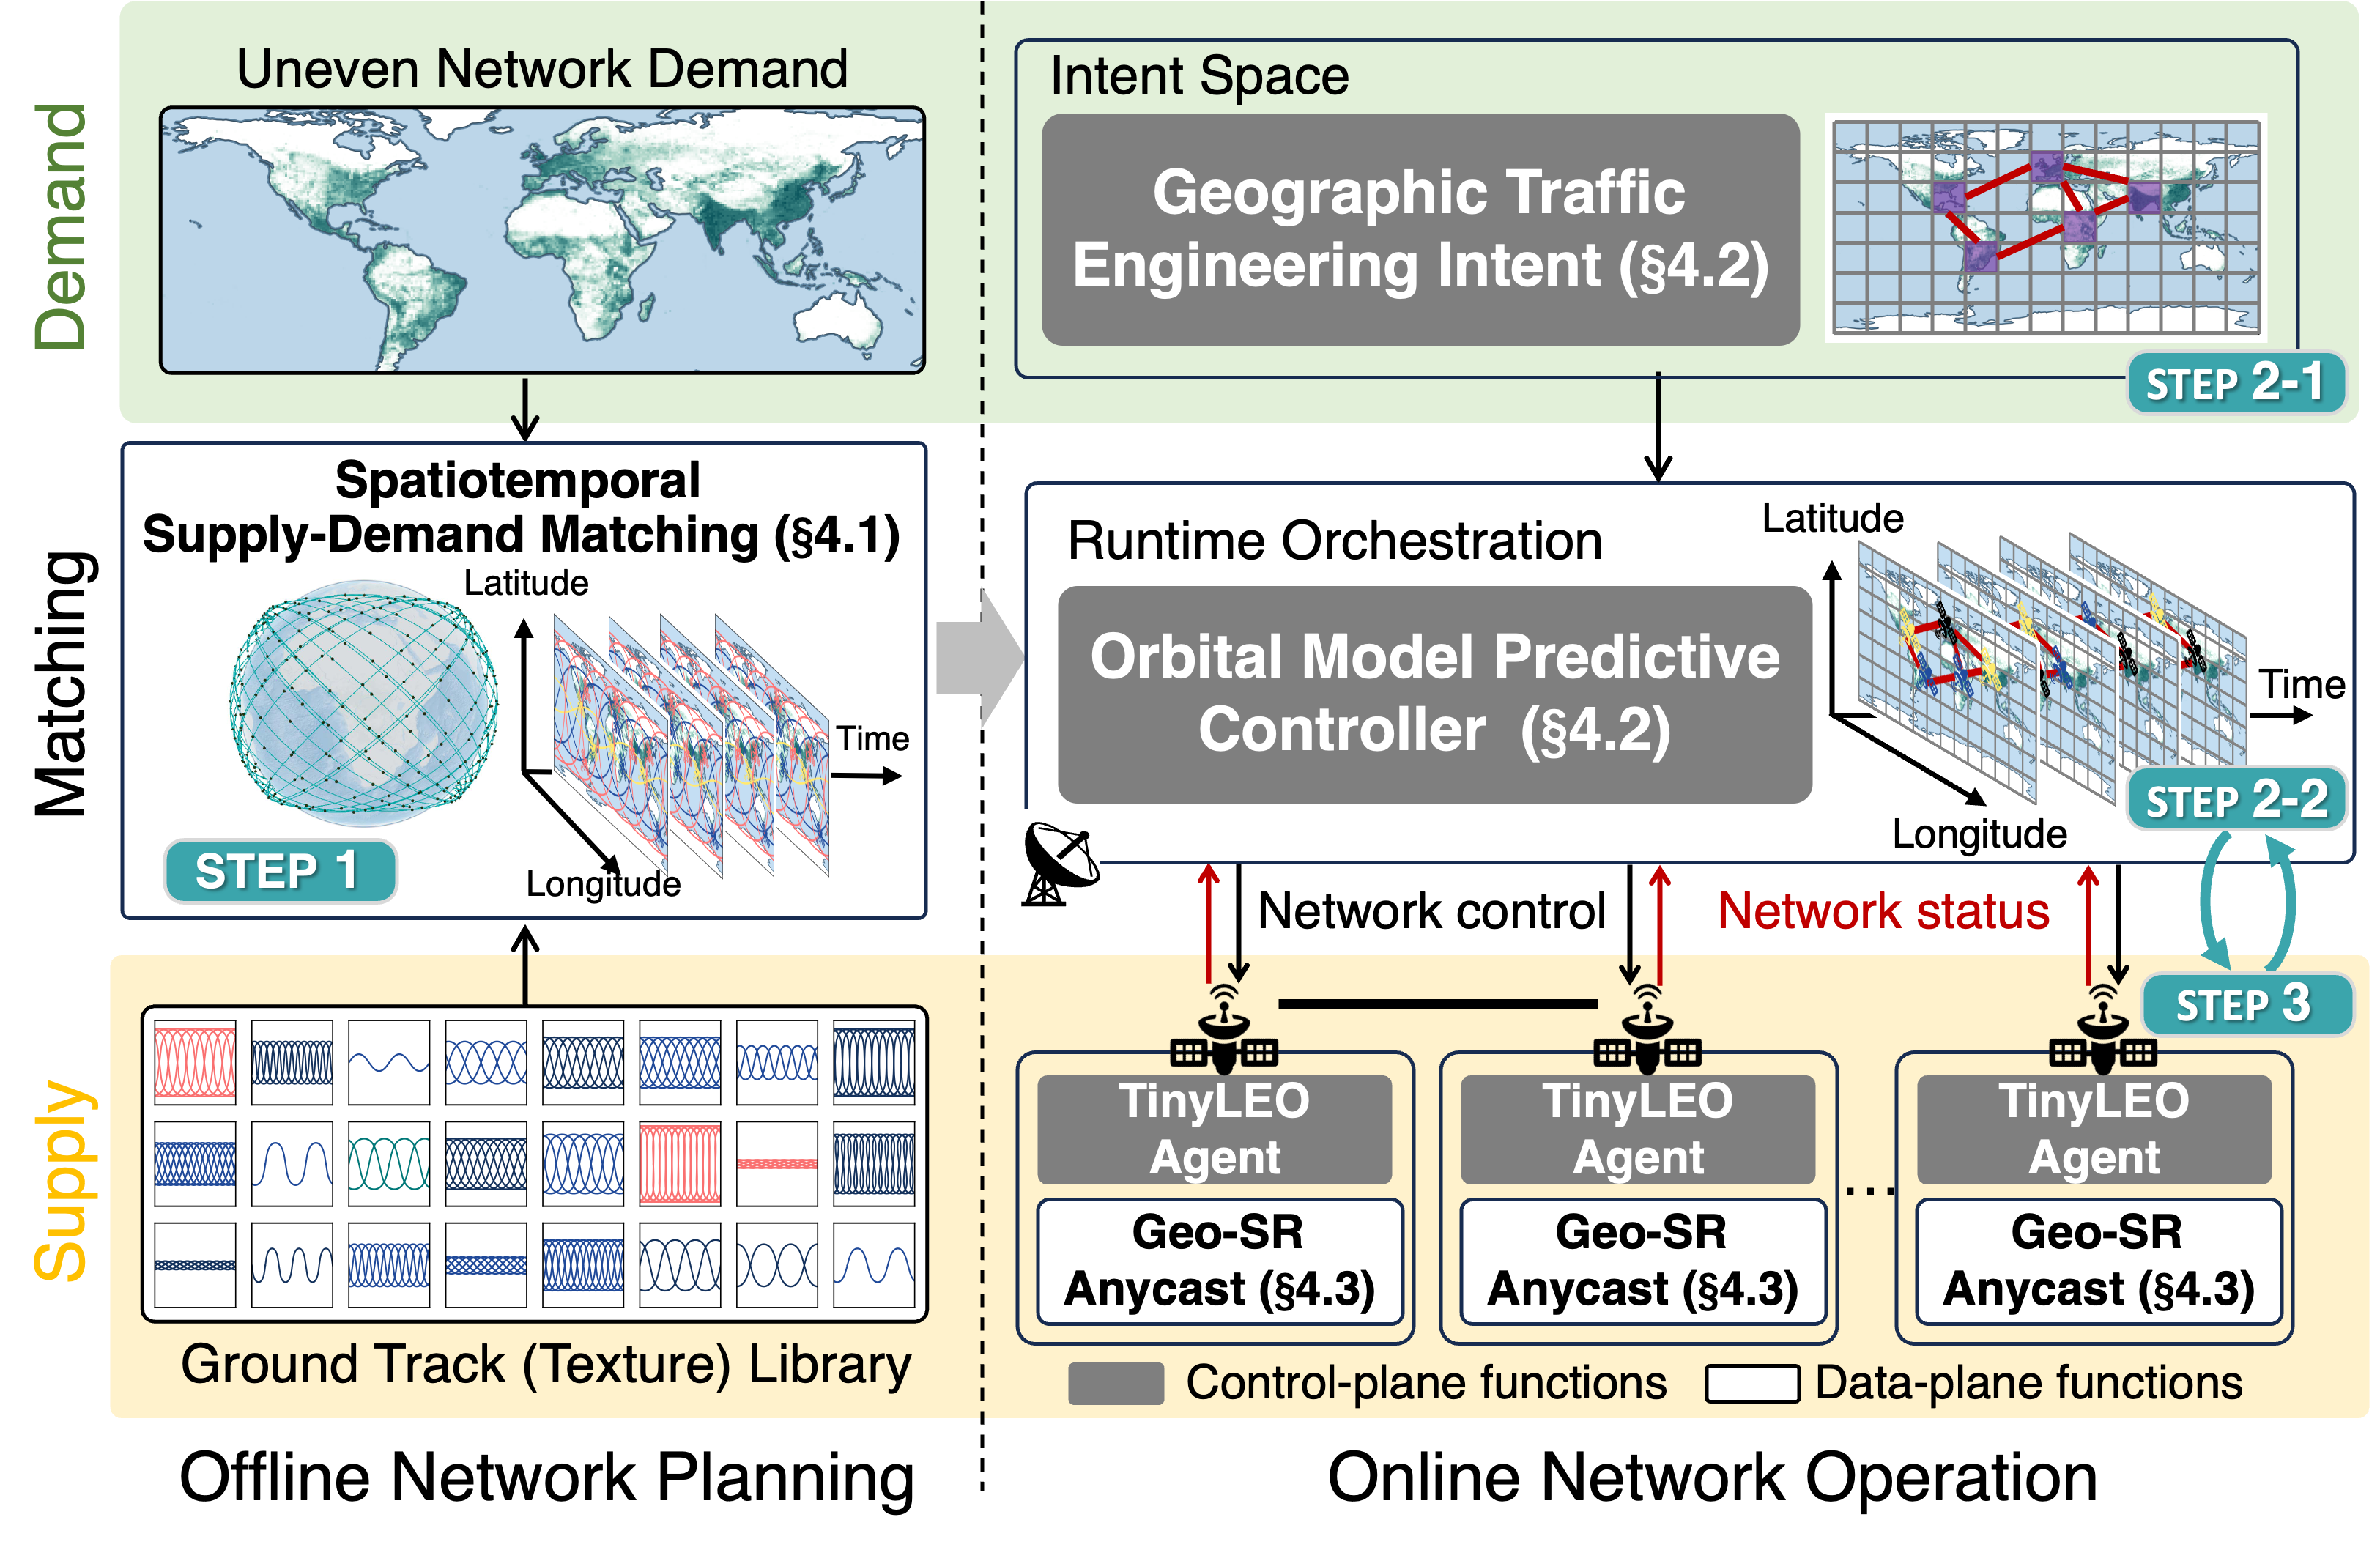 Demand
Uneven Network Demand
Intent Space
Geographic Traffic
Engineering Intent (§4.2)
STEP 2-1
Matching
Spatiotemporal
Supply-Demand Matching (§4.1)
Latitude
Time
Longitude
STEP 1
Runtime Orchestration
Orbital Model Predictive
Controller (§4.2)
Latitude
Time
Longitude
STEP 2-2
Network control
Network status
STEP 3
Supply
Ground Track (Texture) Library
TinyLEO
Agent
Geo-SR
Anycast (§4.3)
TinyLEO
Agent
Geo-SR
Anycast (§4.3)
...
TinyLEO
Agent
Geo-SR
Anycast (§4.3)
Control-plane functions
Data-plane functions
Offline Network Planning
Online Network Operation